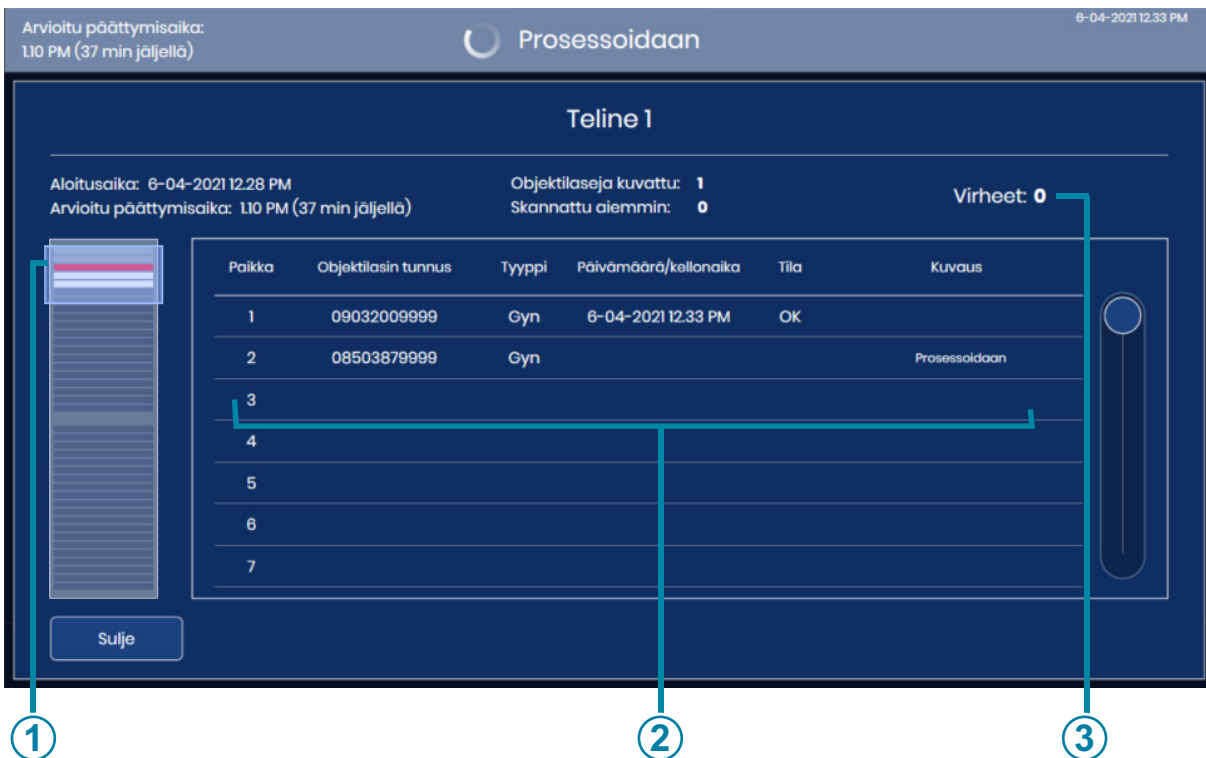 Arvioitu päättymisaika:
1.10 PM (37 min jäljellä)
Prosessoidaan
6-04-2021 12.33 PM
Teline 1
Aloitusaika: 6-04-2021 12.28 PM
Arvioitu päättymisaika: 1.10 PM (37 min jäljellä)
Objektilaseja kuvattu: 1
Skannattu aiemmin: 0
Virheet: 0
Paikka Objektilasin tunnus Tyyppi Päivämäärä/kellonaika Tila Kuvaus
1 09032009999 Gyn 6-04-2021 12.33 PM OK
2 08503879999 Gyn Prosessoidaan
3
4
5
6
7
Sulje
1 2 3